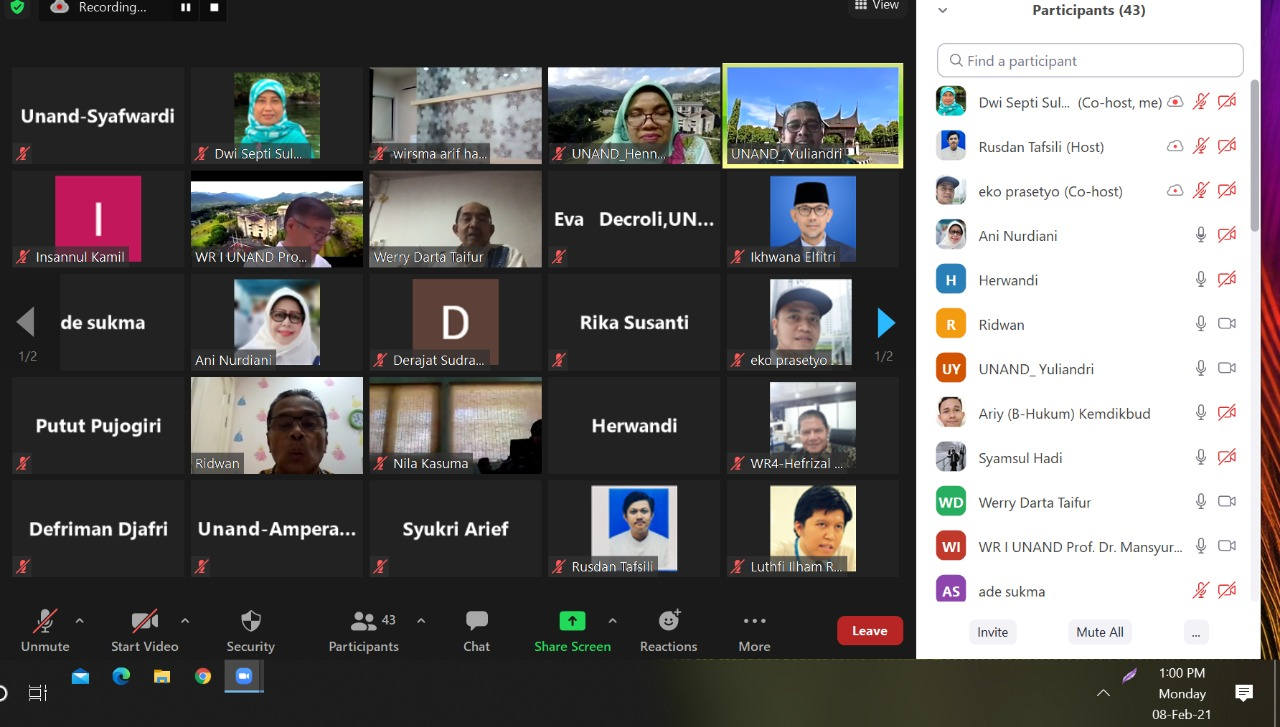 Recording...
View
Unand-Syafwardi
Dwi Septi Sul...
wirsma arif ha...
UNAND_Henn...
UNAND_ Yuliandri
I
Insannul Kamil
WR I UNAND Pro...
Werry Darta Taifur
Eva Decroli,UN...
Ikhwana Elfitri
de sukma
Ani Nurdiani
D
Derajat Sudra...
Rika Susanti
eko prasetyo
1/2
1/2
Putut Pujogiri
Ridwan
Nila Kasuma
Herwandi
WR4-Hefrizal ...
Defriman Djafri
Unand-Ampera...
Syukri Arief
Rusdan Tafsili
Luthfi Ilham R...
Unmute
Start Video
Security
43
Participants
Chat
Share Screen
Reactions
More
Leave
Participants (43)
Find a participant
Dwi Septi Sul... (Co-host, me)
Rusdan Tafsili (Host)
eko prasetyo (Co-host)
Ani Nurdiani
H Herwandi
R Ridwan
UY UNAND_ Yuliandri
Ariy (B-Hukum) Kemdikbud
Syamsul Hadi
WD Werry Darta Taifur
WI WR I UNAND Prof. Dr. Mansyur...
AS ade sukma
Invite
Mute All
...
1:00 PM
Monday
08-Feb-21